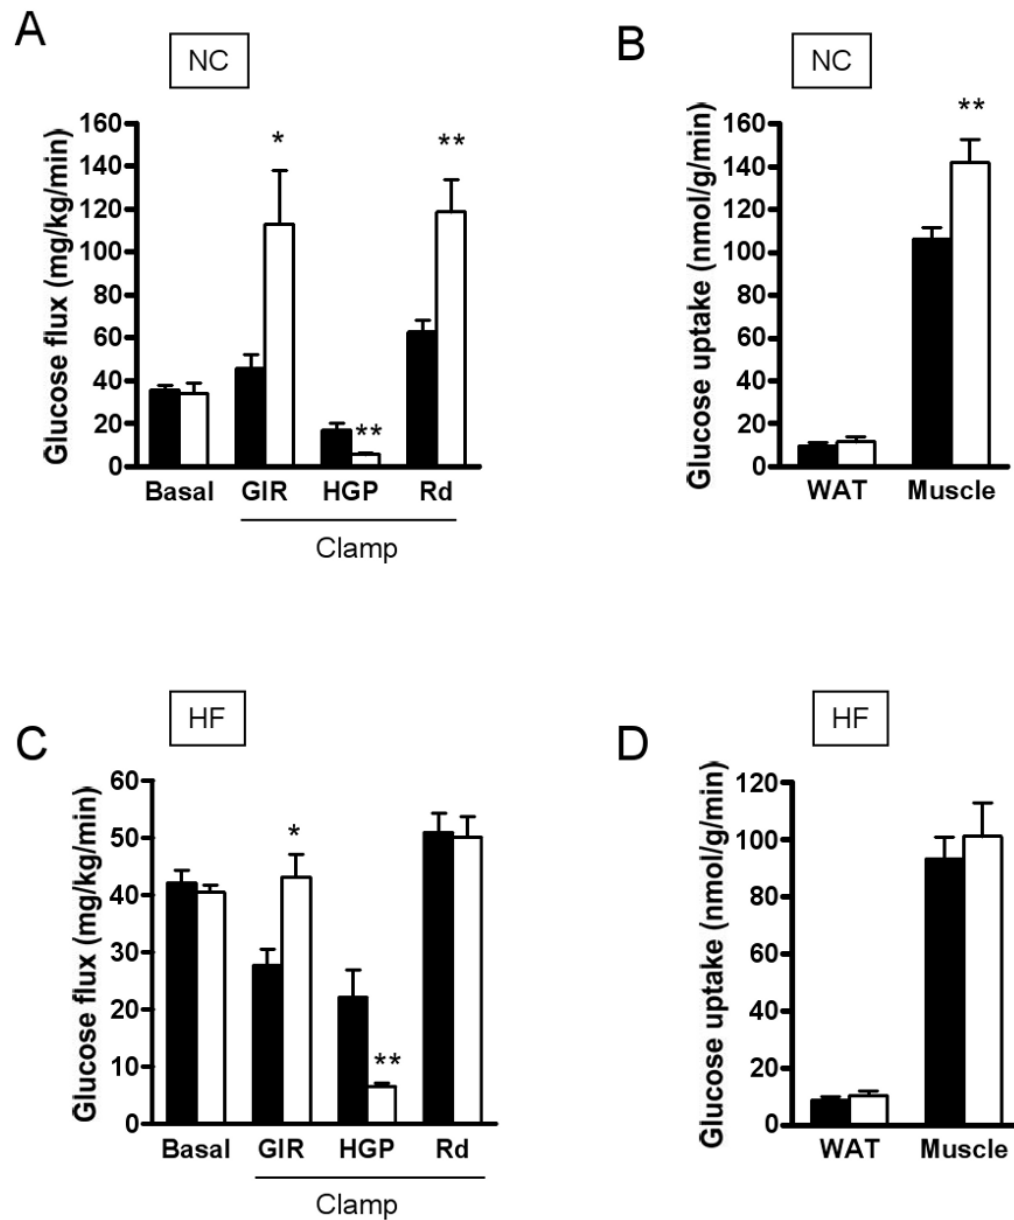 A
NC
Glucose flux (mg/kg/min)
160
140
120
100
80
60
40
20
0
*
**
**
Basal GIR HGP Rd
Clamp
B
NC
Glucose uptake (nmol/g/min)
160
140
120
100
80
60
40
20
0
**
WAT Muscle
C
HF
Glucose flux (mg/kg/min)
60
50
40
30
20
10
0
*
**
Basal GIR HGP Rd
Clamp
D
HF
Glucose uptake (nmol/g/min)
120
100
80
60
40
20
0
WAT Muscle